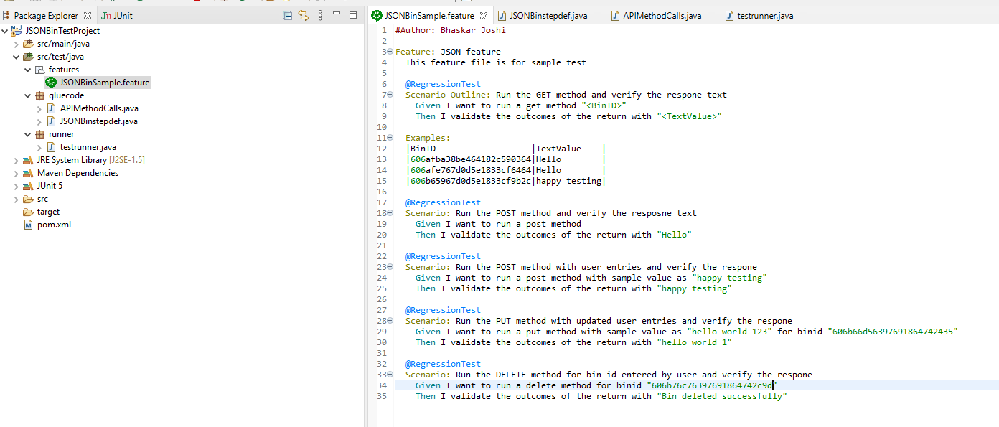 Package Explorer
JUnit
JSONBinTestProject
src/main/java
src/test/java
features
JSONBinSample.feature
gluecode
APIMethodCalls.java
JSONBinstepdef.java
runner
testrunner.java
JRE System Library [J2SE-1.5]
Maven Dependencies
JUnit 5
src
target
pom.xml
JSONBinSample.feature
JSONBinstepdef.java
APIMethodCalls.java
testrunner.java
1 #Author: Bhaskar Joshi
2
3 Feature: JSON feature
4 This feature file is for sample test
5
6 @RegressionTest
7 Scenario Outline: Run the GET method and verify the respone text
8 Given I want to run a get method "<BinID>"
9 Then I validate the outcomes of the return with "<TextValue>"
10
11 Examples:
12 |BinID |TextValue |
13 |606afba38be464182c590364|Hello |
14 |606afe767d0d5e1833cf6464|Hello |
15 |606b65967d0d5e1833cf9b2c|happy testing|
16
17 @RegressionTest
18 Scenario: Run the POST method and verify the resposne text
19 Given I want to run a post method
20 Then I validate the outcomes of the return with "Hello"
21
22 @RegressionTest
23 Scenario: Run the POST method with user entries and verify the respone
24 Given I want to run a post method with sample value as "happy testing"
25 Then I validate the outcomes of the return with "happy testing"
26
27 @RegressionTest
28 Scenario: Run the PUT method with updated user entries and verify the respone
29 Given I want to run a put method with sample value as "hello world 123" for binid "606b66d56397691864742435"
30 Then I validate the outcomes of the return with "hello world 1"
31
32 @RegressionTest
33 Scenario: Run the DELETE method for bin id entered by user and verify the respone
34 Given I want to run a delete method for binid "606b76c76397691864742c9d"
35 Then I validate the outcomes of the return with "Bin deleted successfully"